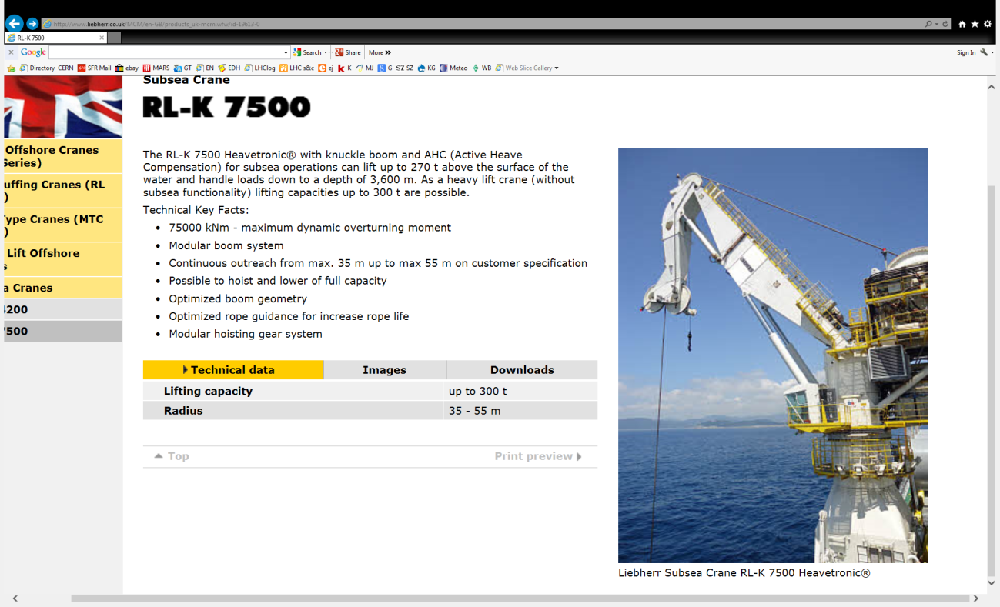 http://www.liebherr.co.uk/MCM/en-GB/products_uk-mcm.wfw/id-19613-0
RL-K 7500
x Google Search Share More »
Sign In
Directory CERN SFR Mail ebay MARS GT EN EDH LHClog LHC s&c ej K MJ G SZ SZ KG Meteo WB Web Slice Gallery
Subsea Crane
RL-K 7500
Offshore Cranes
Series)
uffing Cranes (RL
)
Type Cranes (MTC
)
Lift Offshore
s
a Cranes
4200
7500
The RL-K 7500 Heavetronic® with knuckle boom and AHC (Active Heave
Compensation) for subsea operations can lift up to 270 t above the surface of the
water and handle loads down to a depth of 3,600 m. As a heavy lift crane (without
subsea functionality) lifting capacities up to 300 t are possible.
Technical Key Facts:
• 75000 kNm - maximum dynamic overturning moment
• Modular boom system
• Continuous outreach from max. 35 m up to max 55 m on customer specification
• Possible to hoist and lower of full capacity
• Optimized boom geometry
• Optimized rope guidance for increase rope life
• Modular hoisting gear system
Technical data Images Downloads
Lifting capacity up to 300 t
Radius 35 - 55 m
Top Print preview
Liebherr Subsea Crane RL-K 7500 Heavetronic®